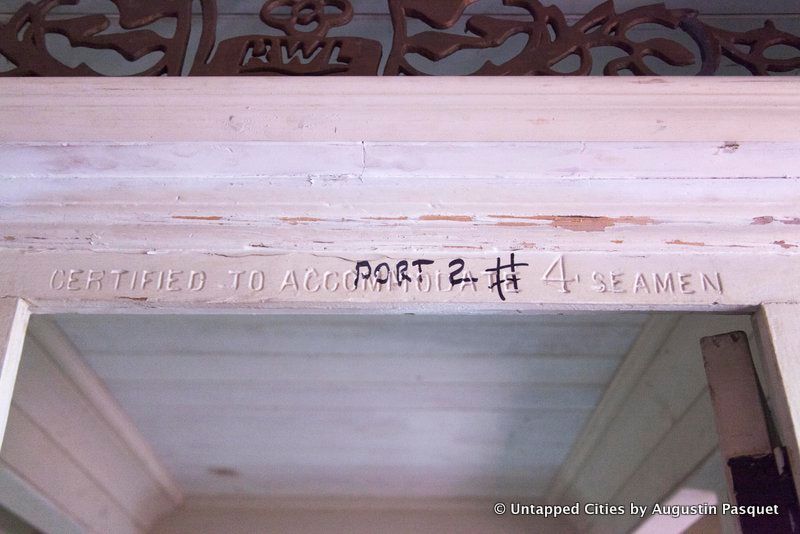 RWL
CERTIFIED TO ACCOMMODATE 4 SEAMEN
PORT 2 #
© Untapped Cities by Augustin Pasquet